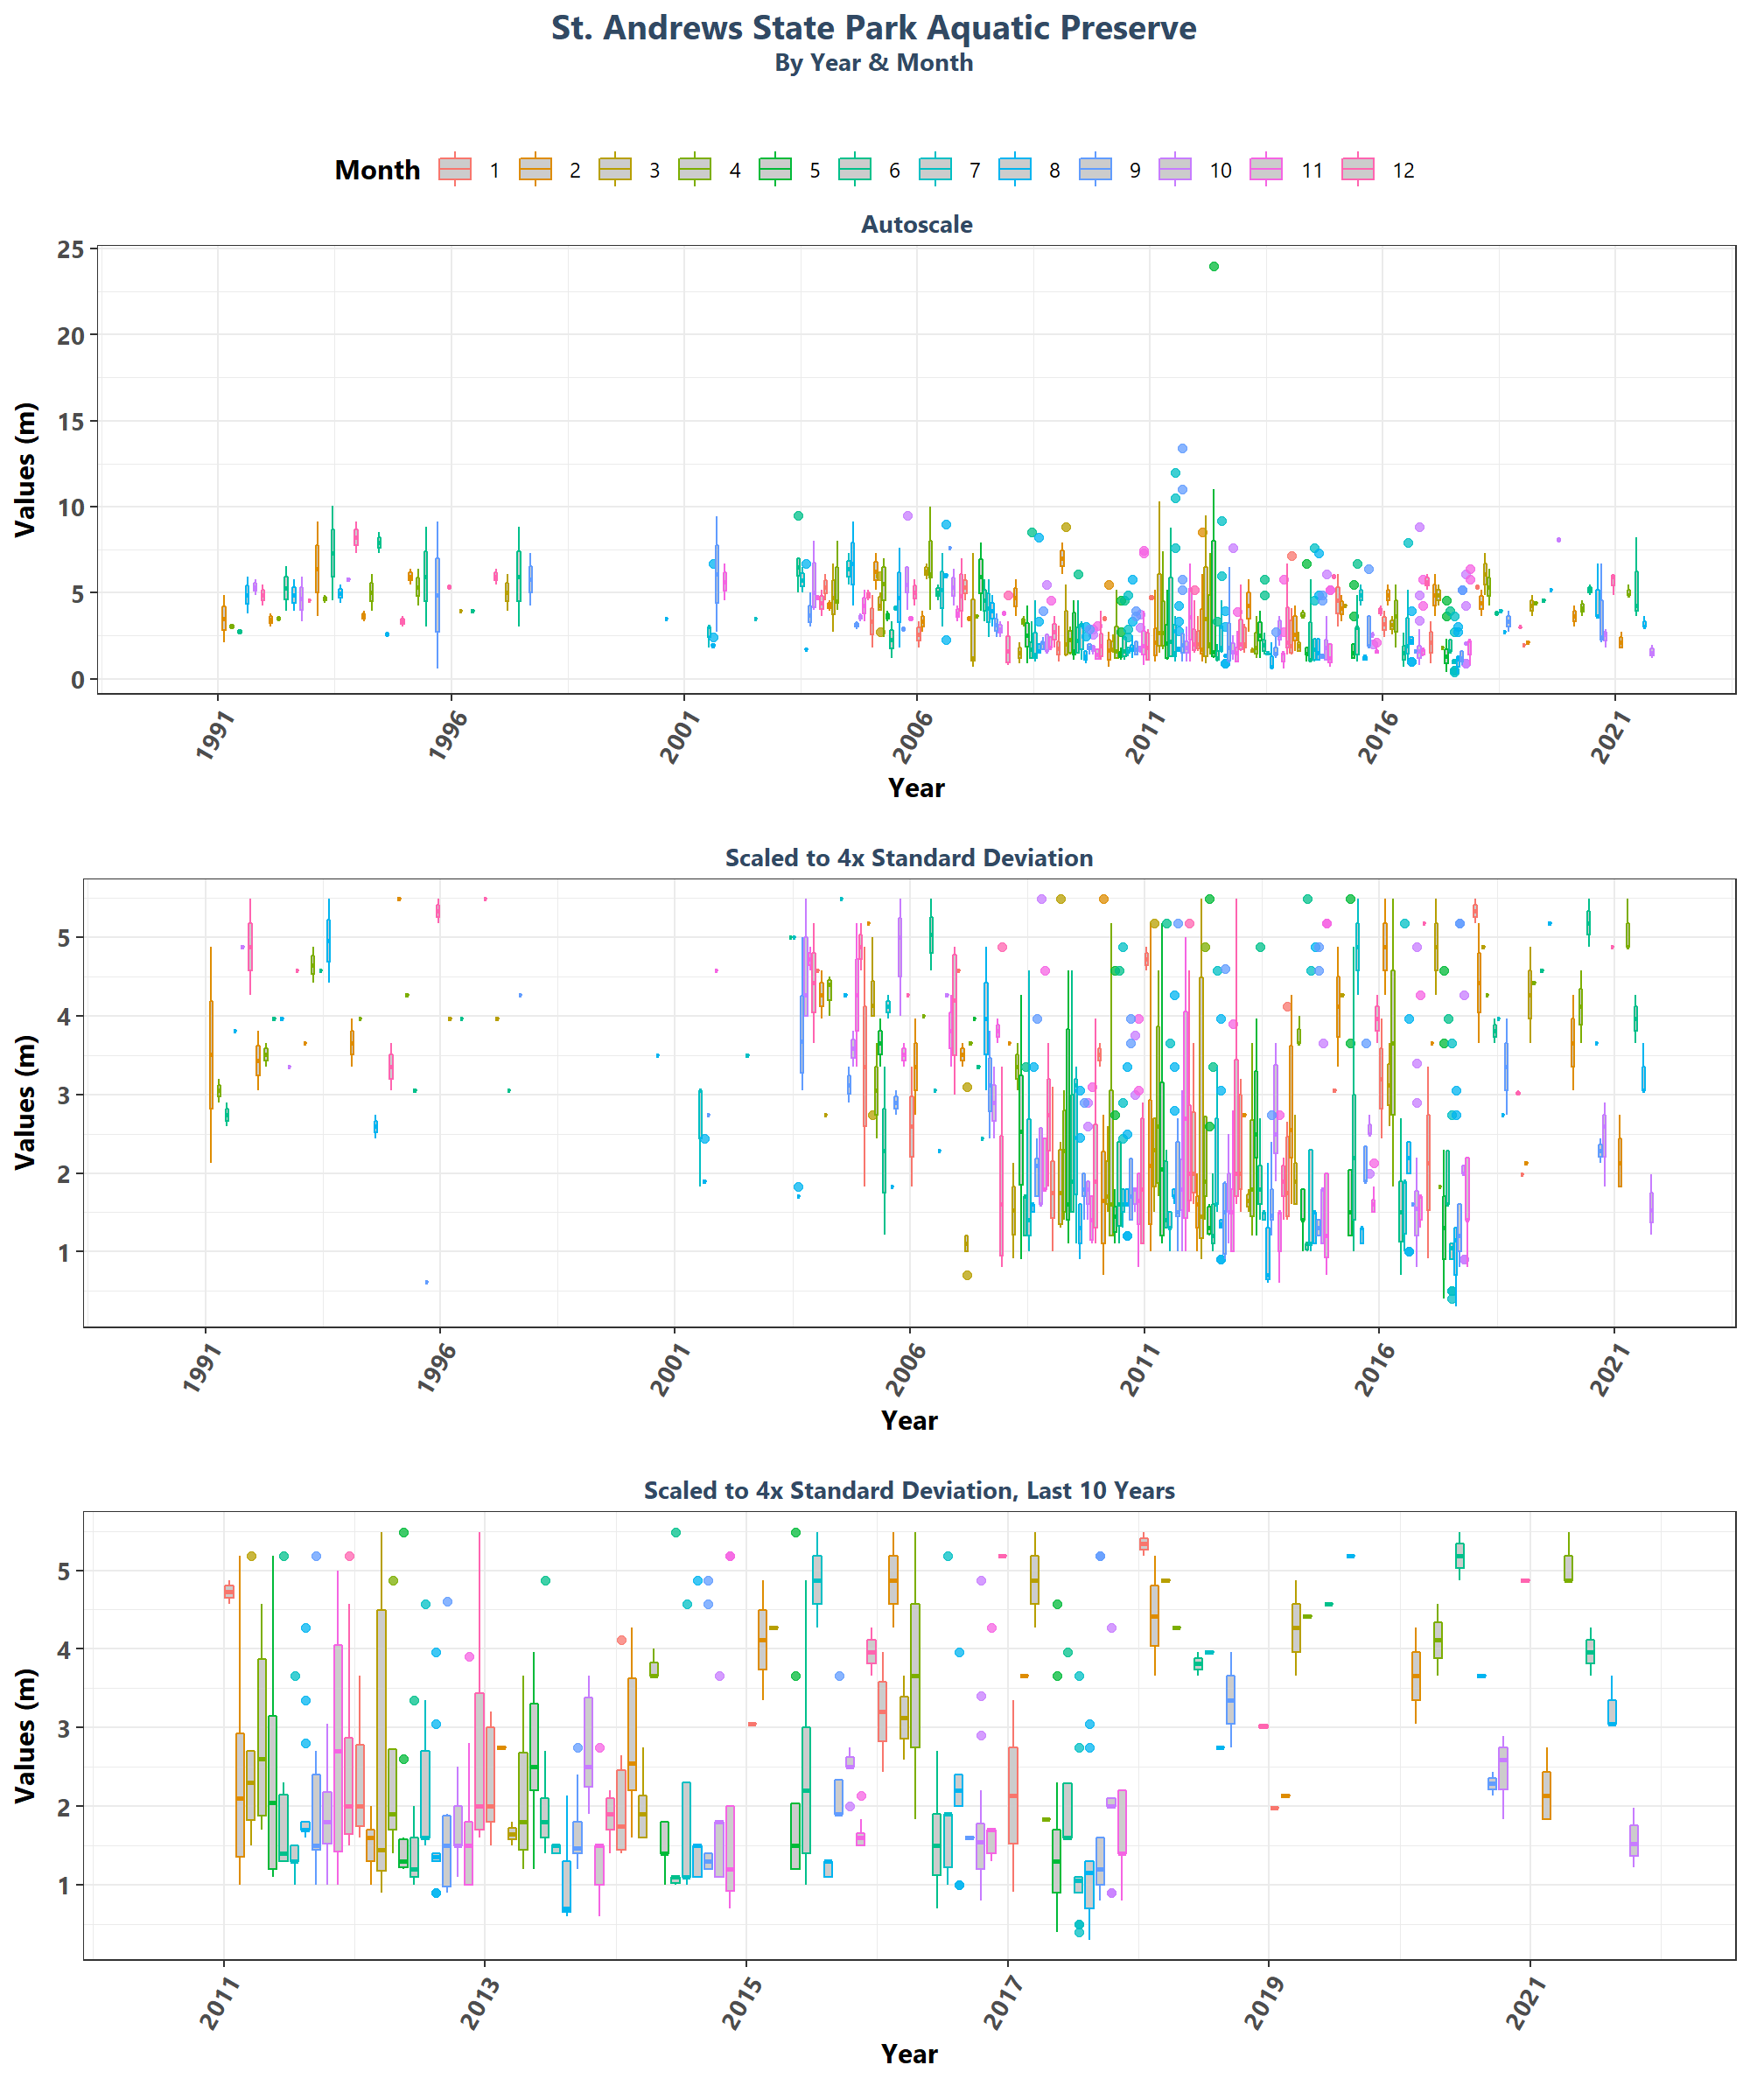 St. Andrews State Park Aquatic Preserve
By Year & Month
Month 1 2 3 4 5 6 7 8 9 10 11 12
Autoscale
Values (m)
25
20
15
10
5
0
1991 1996 2001 2006 2011 2016 2021
Year
Scaled to 4x Standard Deviation
Values (m)
5
4
3
2
1
1991 1996 2001 2006 2011 2016 2021
Year
Scaled to 4x Standard Deviation, Last 10 Years
Values (m)
5
4
3
2
1
2011 2013 2015 2017 2019 2021
Year